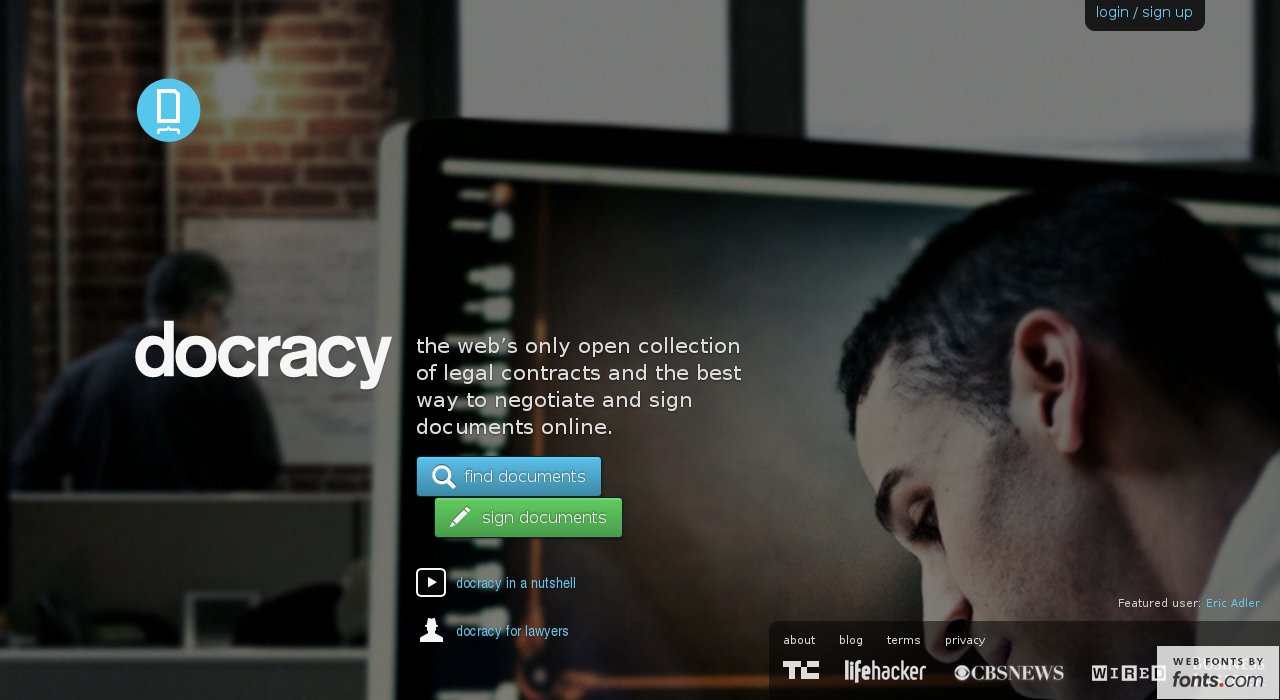 login / sign up
docracy
the web's only open collection
of legal contracts and the best
way to negotiate and sign
documents online.
find documents
sign documents
docracy in a nutshell
docracy for lawyers
Featured user: Eric Adler
about blog terms privacy
TC lifehacker CBSNEWS WIRED
WEB FONTS BY
fonts.com